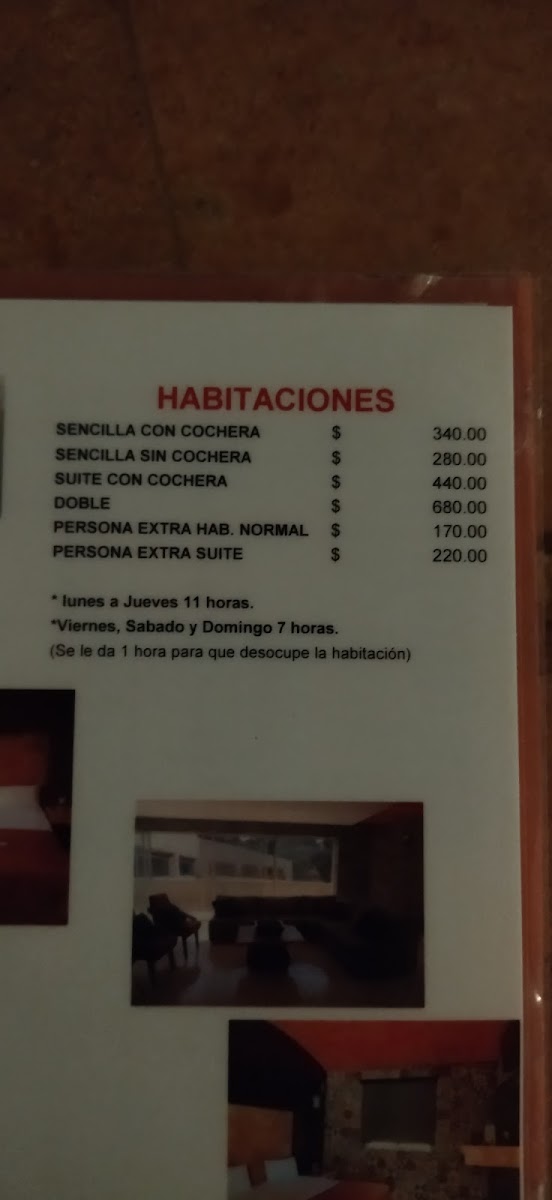 HABITACIONES
SENCILLA CON COCHERA $ 340.00
SENCILLA SIN COCHERA $ 280.00
SUITE CON COCHERA $ 440.00
DOBLE $ 680.00
PERSONA EXTRA HAB. NORMAL $ 170.00
PERSONA EXTRA SUITE $ 220.00
* lunes a Jueves 11 horas.
*Viernes, Sabado y Domingo 7 horas.
(Se le da 1 hora para que desocupe la habitación)